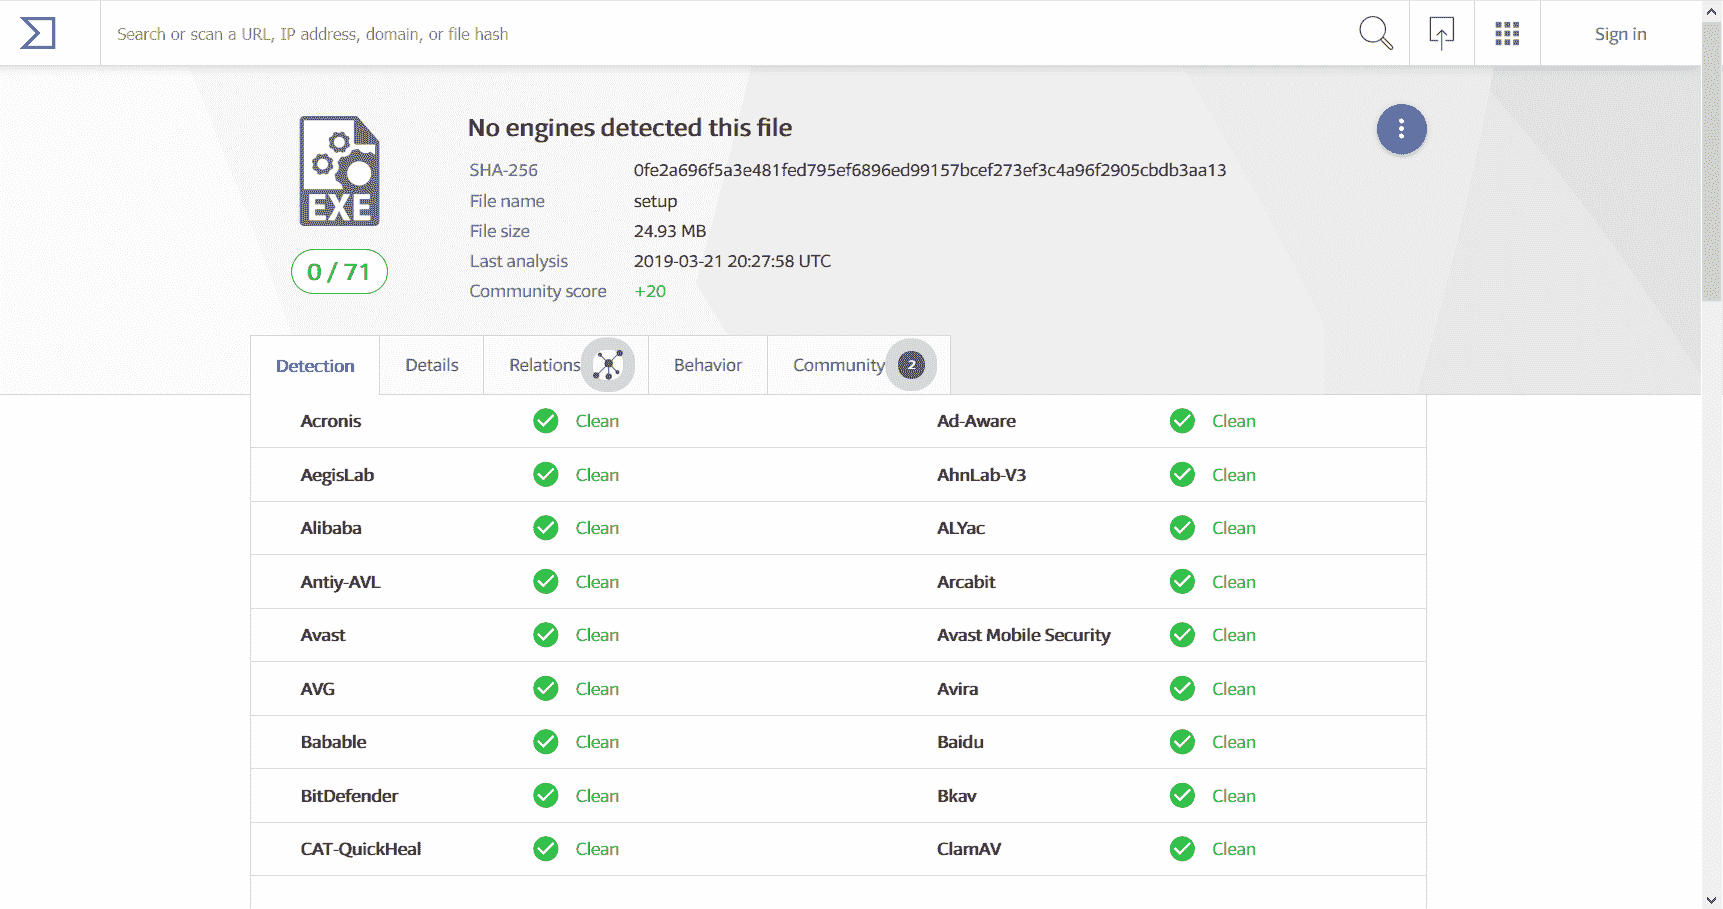 Search or scan a URL, IP address, domain, or file hash
Sign in
EXE
0 / 71
No engines detected this file
SHA-256 0fe2a696f5a3e481fed795ef6896ed99157bcef273ef3c4a96f2905cbdb3aa13
File name setup
File size 24.93 MB
Last analysis 2019-03-21 20:27:58 UTC
Community score +20
Detection Details Relations Behavior Community 2
Acronis Clean Ad-Aware Clean
AegisLab Clean AhnLab-V3 Clean
Alibaba Clean ALYac Clean
Antiy-AVL Clean Arcabit Clean
Avast Clean Avast Mobile Security Clean
AVG Clean Avira Clean
Babable Clean Baidu Clean
BitDefender Clean Bkav Clean
CAT-QuickHeal Clean ClamAV Clean